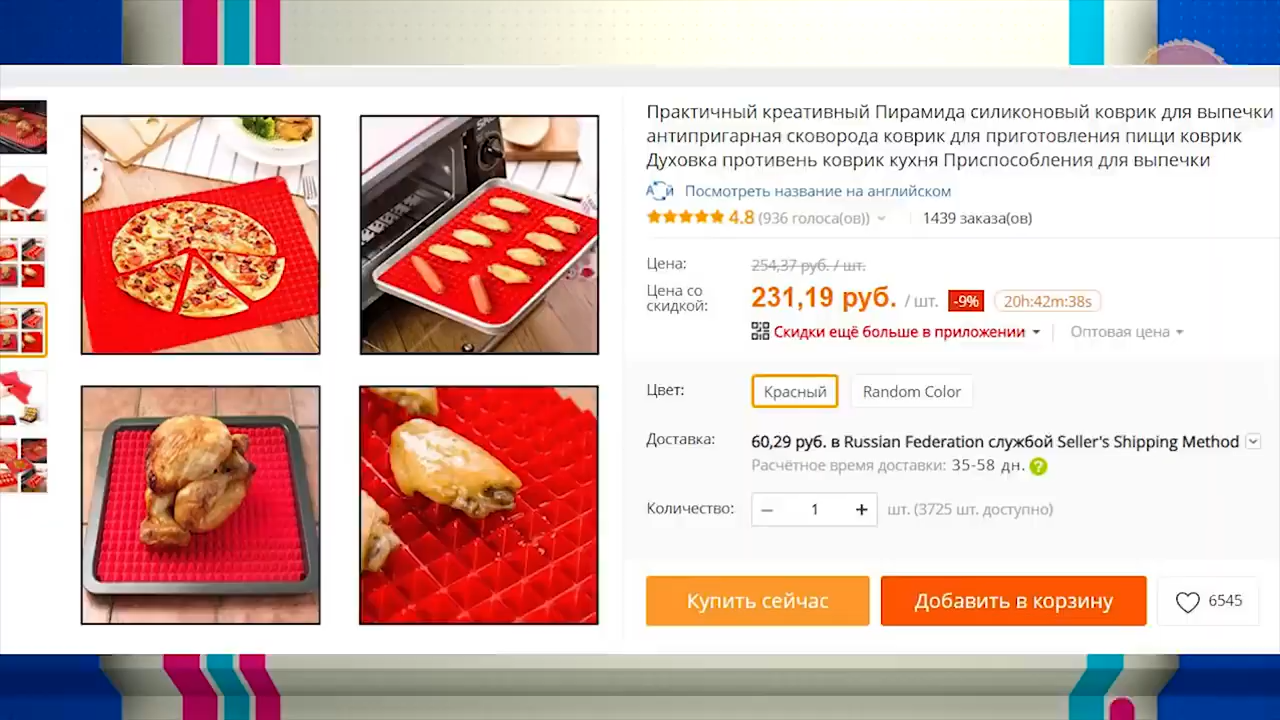 Практичный креативный Пирамида силиконовый коврик для выпечки
антипригарная сковорода коврик для приготовления пищи коврик
Духовка противень коврик кухня Приспособления для выпечки
Посмотреть название на английском
4.8 (936 голоса(ов)) 1439 заказа(ов)
Цена: 254,37 руб. / шт.
Цена со скидкой: 231,19 руб. / шт. -9% 20h:42m:38s
Скидки ещё больше в приложении Оптовая цена
Цвет: Красный Random Color
Доставка: 60,29 руб. в Russian Federation службой Seller's Shipping Method
Расчётное время доставки: 35-58 дн. ?
Количество: − 1 + шт. (3725 шт. доступно)
Купить сейчас Добавить в корзину 6545